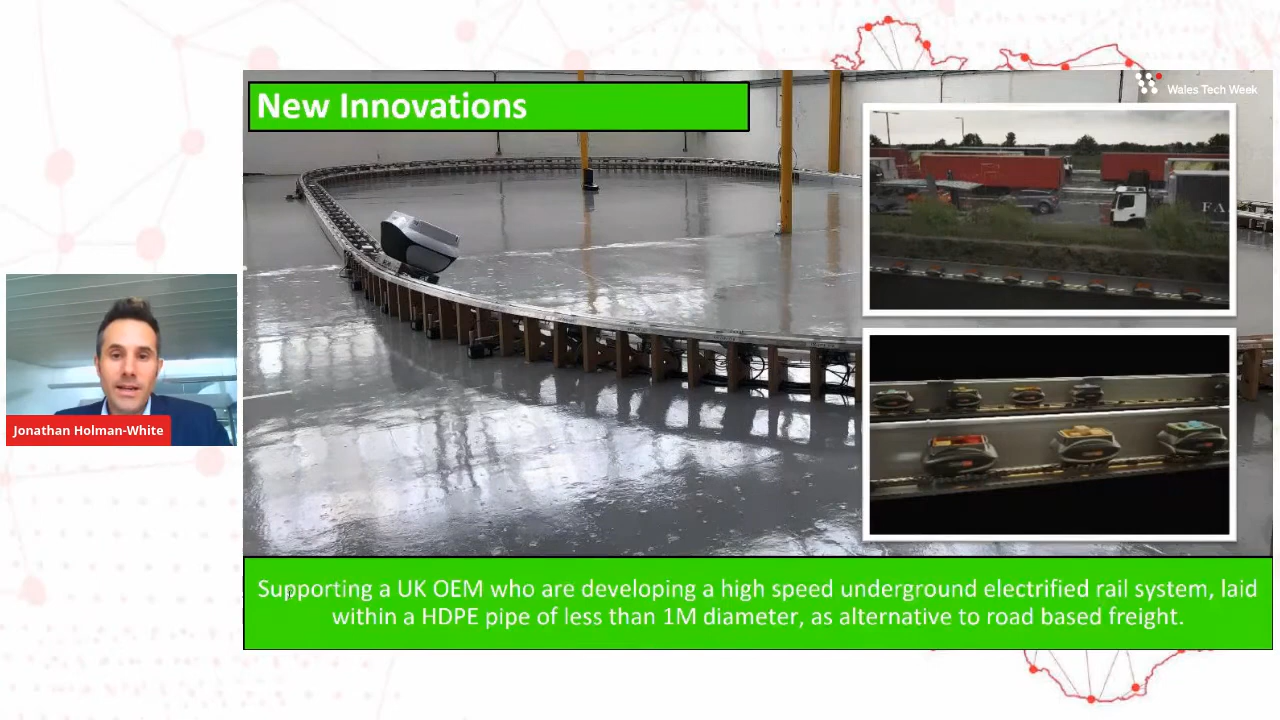 New Innovations
Wales Tech Week
FA
Jonathan Holman-White
Supporting a UK OEM who are developing a high speed underground electrified rail system, laid
within a HDPE pipe of less than 1M diameter, as alternative to road based freight.